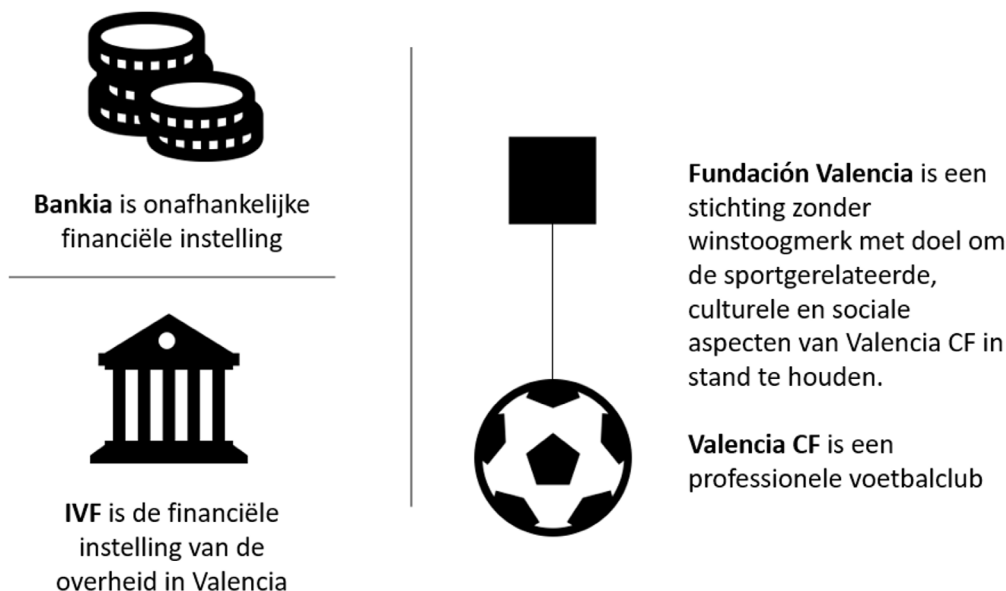 Bankia is onafhankelijke
financiële instelling
IVF is de financiële
instelling van de
overheid in Valencia
Fundación Valencia is een
stichting zonder
winstoogmerk met doel om
de sportgerelateerde,
culturele en sociale
aspecten van Valencia CF in
stand te houden.
Valencia CF is een
professionele voetbalclub